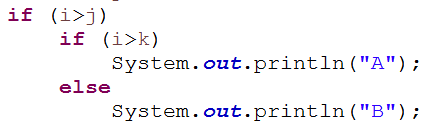 if (i>j)
    if (i>k)
        System.out.println("A");
    else
        System.out.println("B");